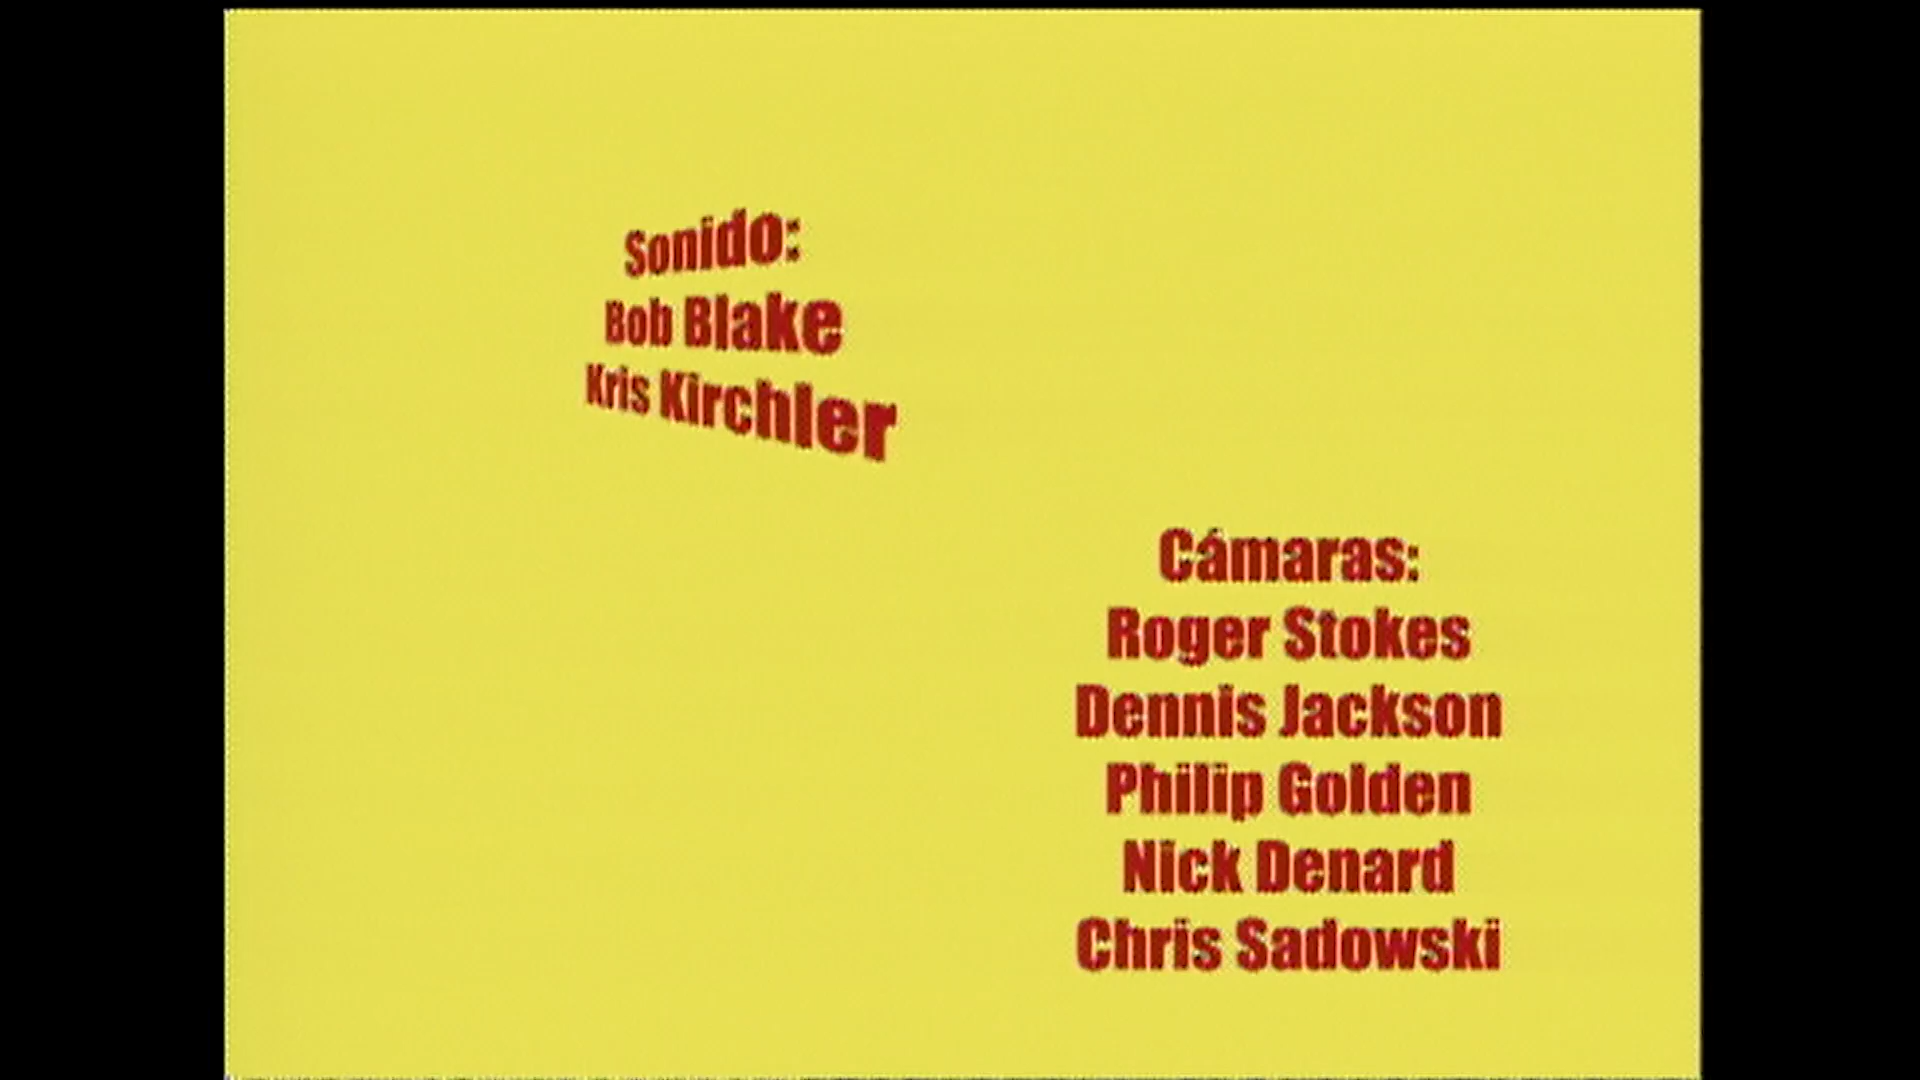 Sonido:
Bob Blake
Kris Kirchler
Cámaras:
Roger Stokes
Dennis Jackson
Philip Golden
Nick Denard
Chris Sadowski